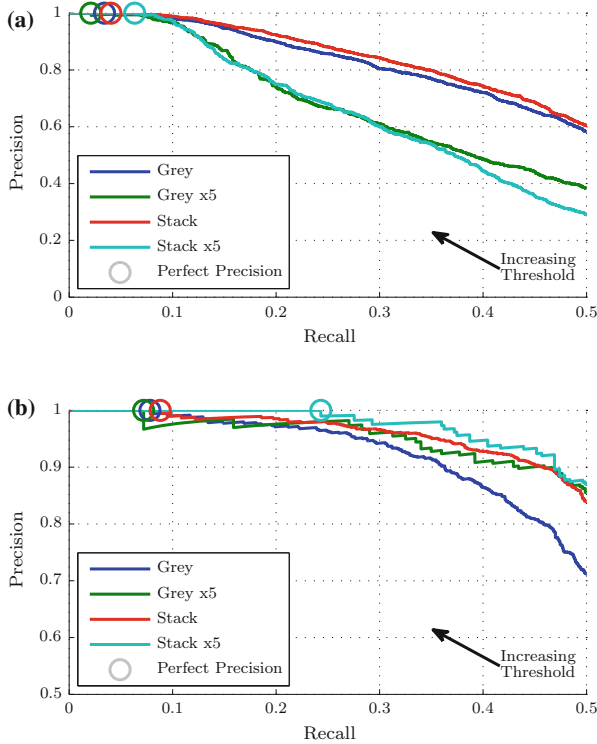 (a)
1
0.8
0.6
0.4
0.2
0
Precision
Grey
Grey x5
Stack
Stack x5
Perfect Precision
Increasing
Threshold
0 0.1 0.2 0.3 0.4 0.5
Recall
(b)
1
0.9
0.8
0.7
0.6
0.5
Precision
Grey
Grey x5
Stack
Stack x5
Perfect Precision
Increasing
Threshold
0 0.1 0.2 0.3 0.4 0.5
Recall